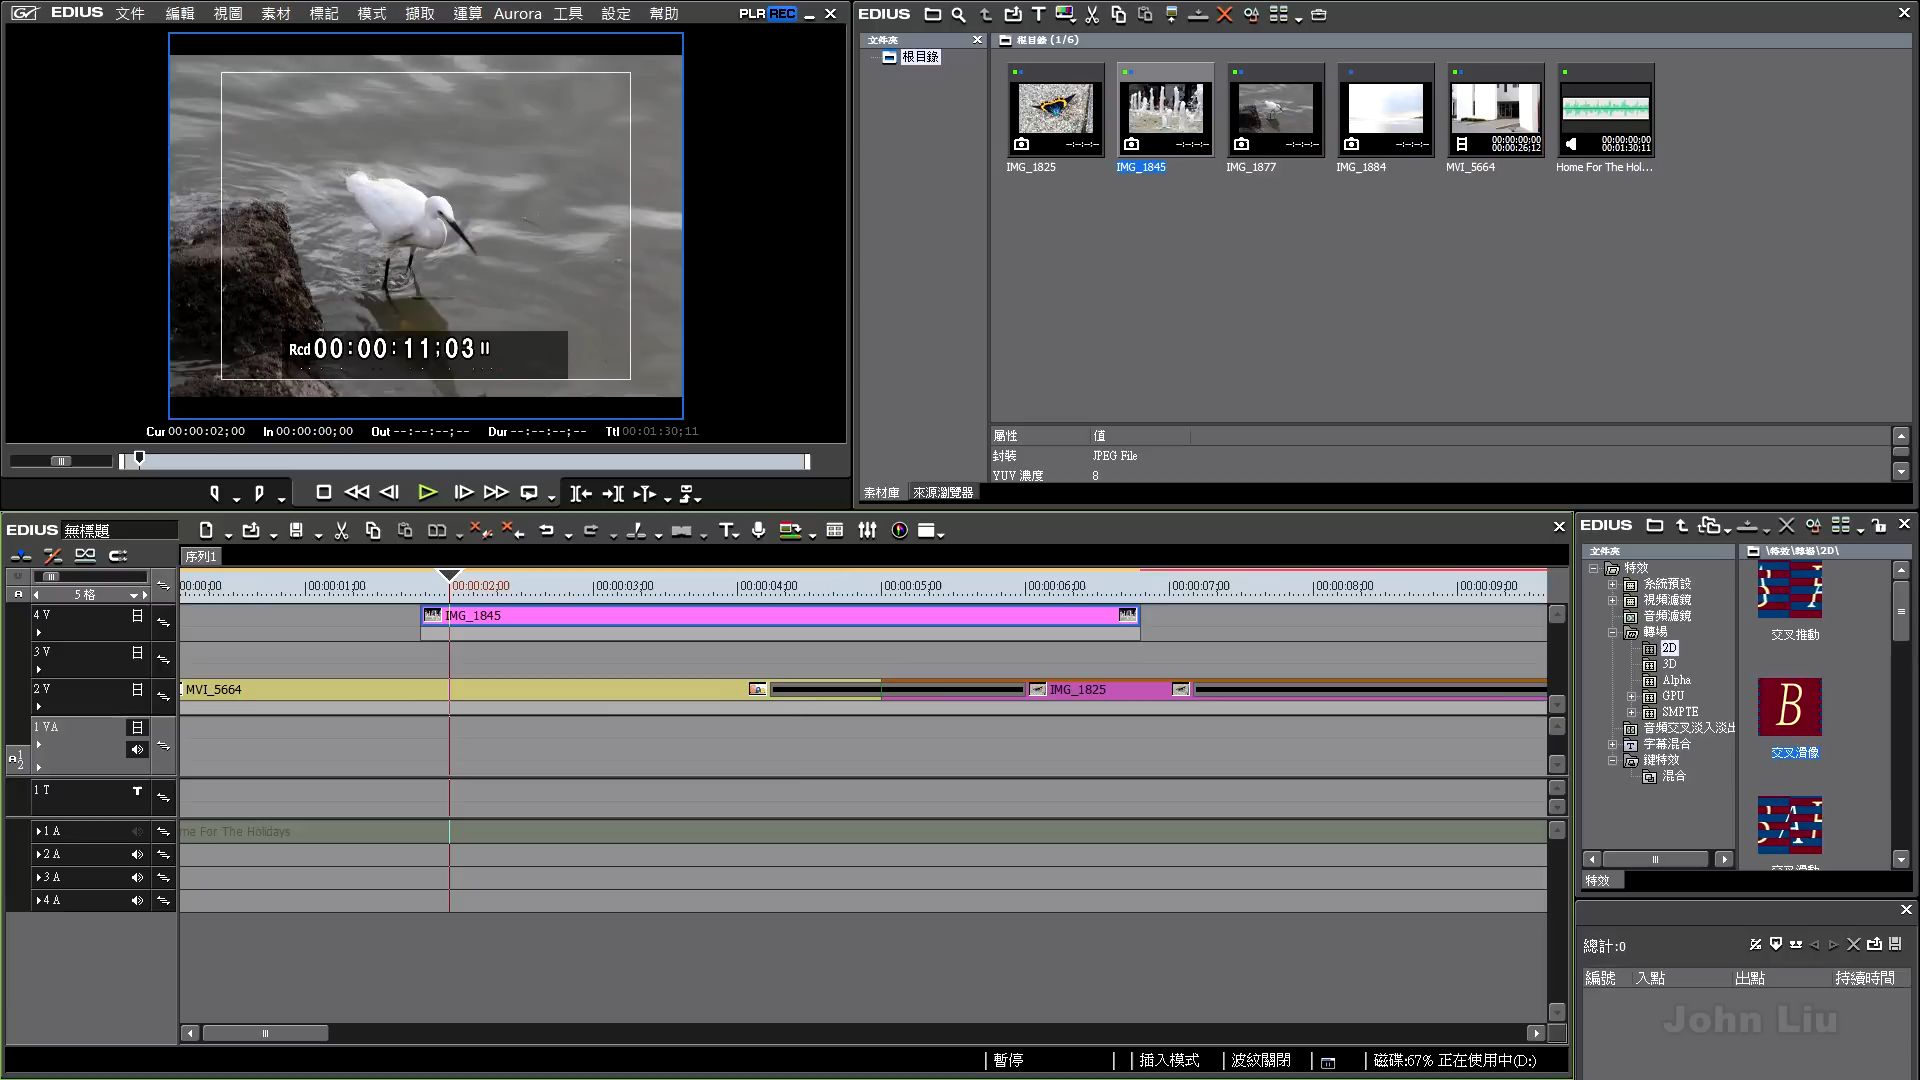 EDIUS 文件 編輯 視圖 素材 標記 模式 擷取 運算 Aurora 工具 設定 幫助 PLR REC
Rcd 00:00:11;03
Cur 00:00:02;00 In 00:00:00;00 Out --:--:--;-- Dur --:--:--;-- Ttl 00:01:30;11
EDIUS
文件夾
根目錄
根目錄 (1/6)
00:00:00;00
00:00:26;12
00:00:00;00
00:01:30;11
IMG_1825
IMG_1845
IMG_1877
IMG_1884
MVI_5664
Home For The Hol...
屬性 值
封裝 JPEG File
YUV 濃度 8
素材庫 來源瀏覽器
EDIUS 無標題
序列1
5 格
00:00;00 00:00:01;00 00:00:02;00 00:00:03;00 00:00:04;00 00:00:05;00 00:00:06;00 00:00:07;00 00:00:08;00 00:00:09;00
4 V
IMG_1845
3 V
2 V
MVI_5664
IMG_1825
1 VA
1 T
1 A
me For The Holidays
2 A
3 A
4 A
暫停 插入模式 波紋關閉 磁碟:67% 正在使用中(D:)
EDIUS
文件夾
\特效\轉場\2D\
特效
系統預設
視頻濾鏡
音頻濾鏡
轉場
2D
3D
Alpha
GPU
SMPTE
音頻交叉淡入淡出
字幕混合
鍵特效
混合
交叉推動
B
交叉滑像
交叉滑動
特效
總計:0
編號 入點 出點 持續時間
John Liu